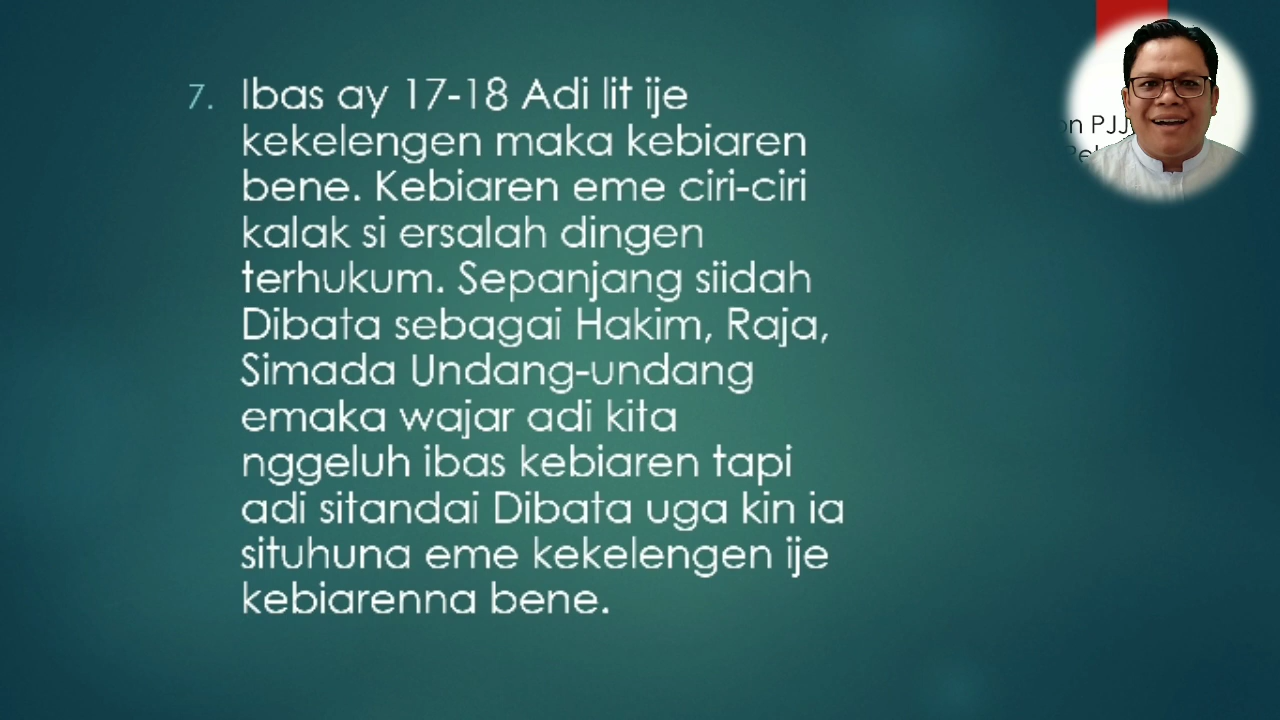 7. Ibas ay 17-18 Adi lit ije
kekelengen maka kebiaren
bene. Kebiaren eme ciri-ciri
kalak si ersalah dingen
terhukum. Sepanjang siidah
Dibata sebagai Hakim, Raja,
Simada Undang-undang
emaka wajar adi kita
nggeluh ibas kebiaren tapi
adi sitandai Dibata uga kin ia
situhuna eme kekelengen ije
kebiarenna bene.
PJJ